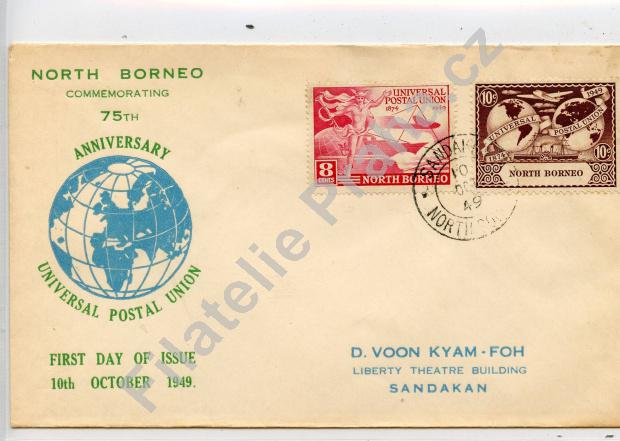 NORTH BORNEO
COMMEMORATING
75TH
ANNIVERSARY
UNIVERSAL POSTAL UNION
FIRST DAY OF ISSUE
10th OCTOBER 1949.
UNIVERSAL
POSTAL UNION
1874 1949
8
CENTS
NORTH BORNEO
10c 1949
UNIVERSAL POSTAL UNION
1874 10c
NORTH BORNEO
10
49
D. VOON KYAM - FOH
LIBERTY THEATRE BUILDING
SANDAKAN
Filatelie Praha.cz